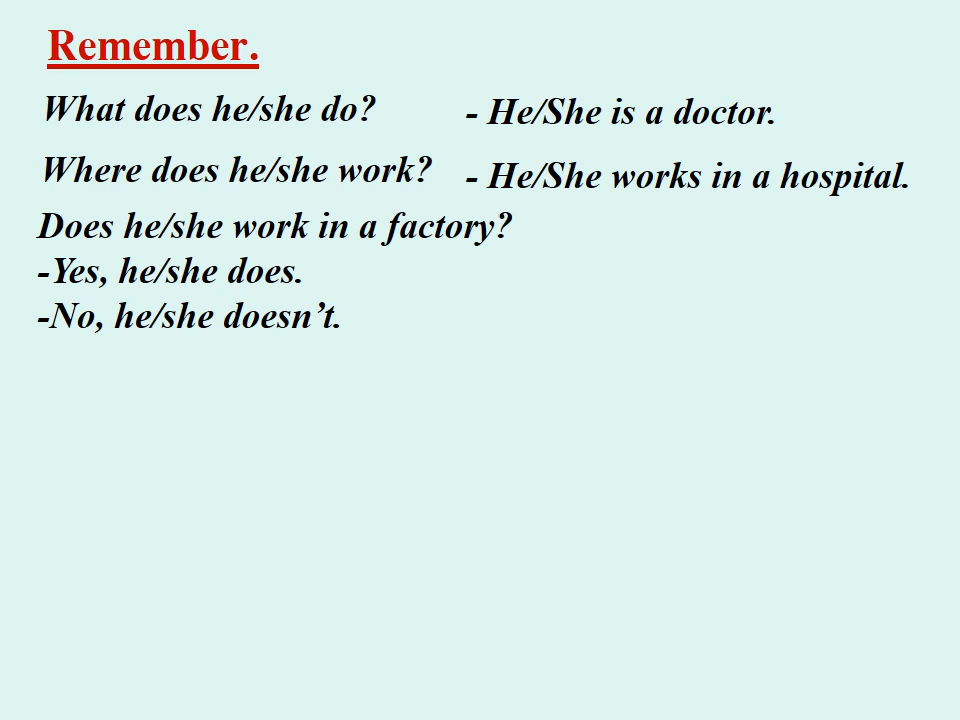 Remember.
What does he/she do? - He/She is a doctor.
Where does he/she work? - He/She works in a hospital.
Does he/she work in a factory?
-Yes, he/she does.
-No, he/she doesn’t.